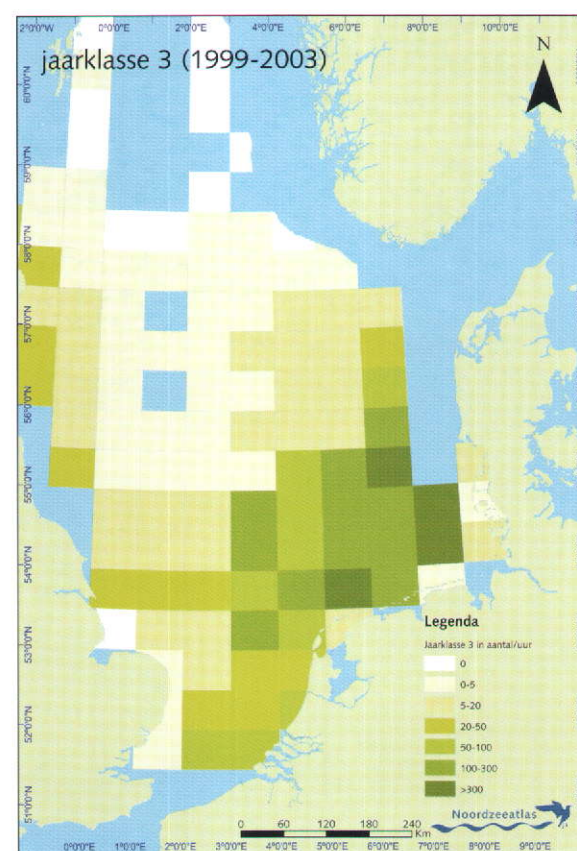 2°0'0"W 0°0'0" 2°0'0"E 4°0'0"E 6°0'0"E 8°0'0"E 10°0'0"E
jaarklasse 3 (1999-2003)
N
60°0'0"N
59°0'0"N
58°0'0"N
57°0'0"N
56°0'0"N
55°0'0"N
54°0'0"N
53°0'0"N
52°0'0"N
51°0'0"N
Legenda
Jaarklasse 3 in aantal/uur
0
0-5
5-20
20-50
50-100
100-300
>300
Noordzeeatlas
0 60 120 180 240
Km
0°0'0"E 1°0'0"E 2°0'0"E 3°0'0"E 4°0'0"E 5°0'0"E 6°0'0"E 7°0'0"E 8°0'0"E 9°0'0"E